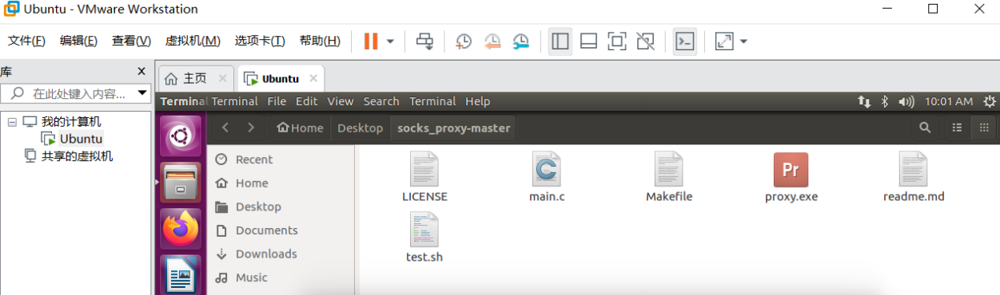 Ubuntu - VMware Workstation
文件(F) 编辑(E) 查看(V) 虚拟机(M) 选项卡(T) 帮助(H)
库
在此处键入内容...
我的计算机
Ubuntu
共享的虚拟机
主页 Ubuntu
Terminal Terminal File Edit View Search Terminal Help 10:01 AM
Home Desktop socks_proxy-master
Recent
Home
Desktop
Documents
Downloads
Music
LICENSE main.c Makefile Pr proxy.exe readme.md
test.sh